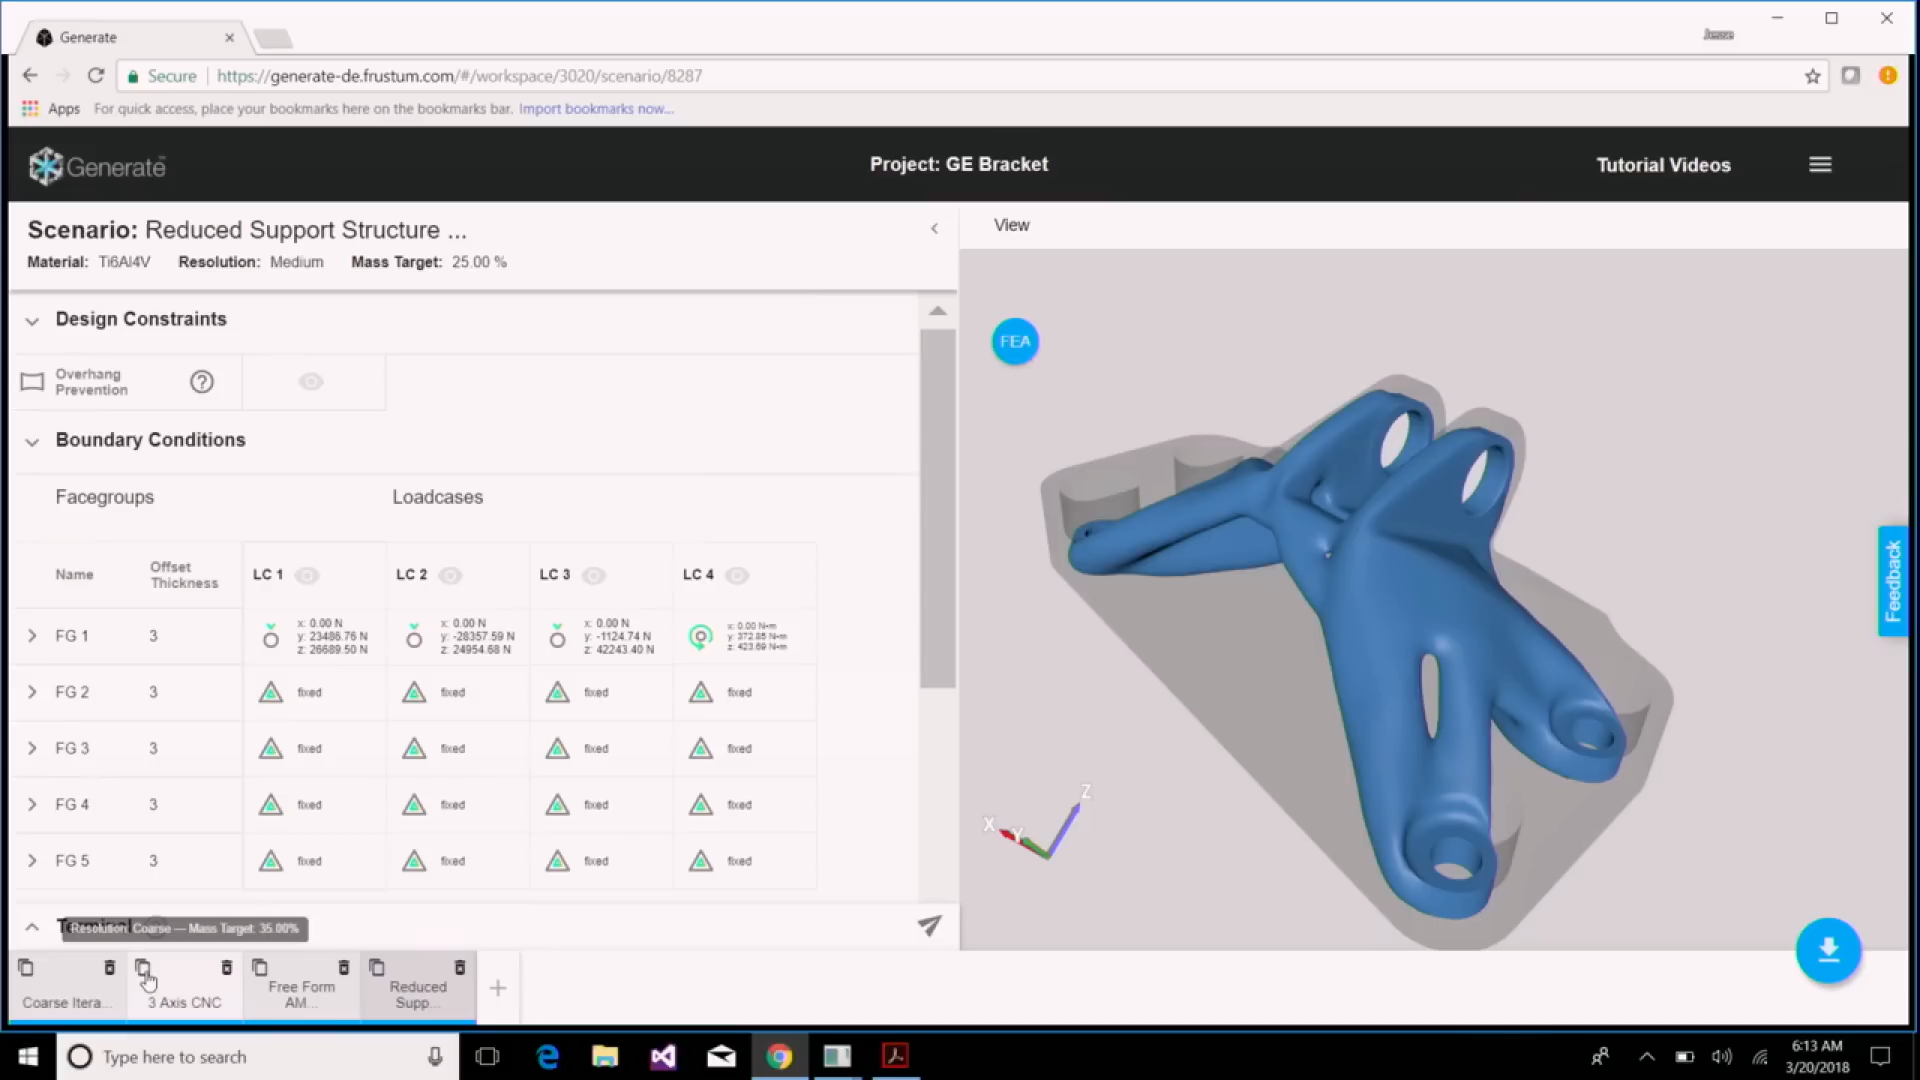 Generate
Secure | https://generate-de.frustum.com/#/workspace/3020/scenario/8287
Apps For quick access, place your bookmarks here on the bookmarks bar. Import bookmarks now...
Generate
Project: GE Bracket
Tutorial Videos
Scenario: Reduced Support Structure ...
Material: Ti6Al4V Resolution: Medium Mass Target: 25.00 %
View
FEA
Design Constraints
Overhang
Prevention
?
Boundary Conditions
Facegroups Loadcases
Name Offset Thickness LC 1 LC 2 LC 3 LC 4
FG 1 3
x: 0.00 N
y: 23486.76 N
z: 26689.50 N
x: 0.00 N
y: -28357.59 N
z: 24954.68 N
x: 0.00 N
y: -1124.74 N
z: 42243.40 N
x: 0.00 N•m
y: 372.85 N•m
z: 423.69 N•m
FG 2 3 fixed fixed fixed fixed
FG 3 3 fixed fixed fixed fixed
FG 4 3 fixed fixed fixed fixed
FG 5 3 fixed fixed fixed fixed
Resolution: Coarse — Mass Target: 35.00%
Coarse Itera...
3 Axis CNC
Free Form
AM...
Reduced
Supp...
X
Y
Z
Feedback
Type here to search
6:13 AM
3/20/2018